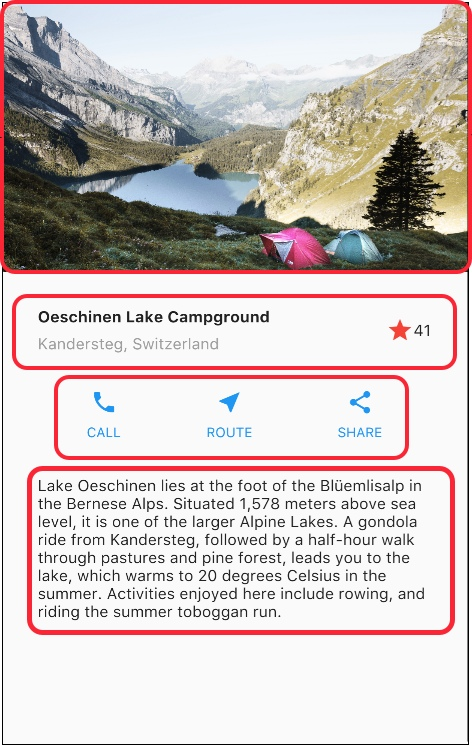 Oeschinen Lake Campground
Kandersteg, Switzerland
41
CALL ROUTE SHARE
Lake Oeschinen lies at the foot of the Blüemlisalp in
the Bernese Alps. Situated 1,578 meters above sea
level, it is one of the larger Alpine Lakes. A gondola
ride from Kandersteg, followed by a half-hour walk
through pastures and pine forest, leads you to the
lake, which warms to 20 degrees Celsius in the
summer. Activities enjoyed here include rowing, and
riding the summer toboggan run.